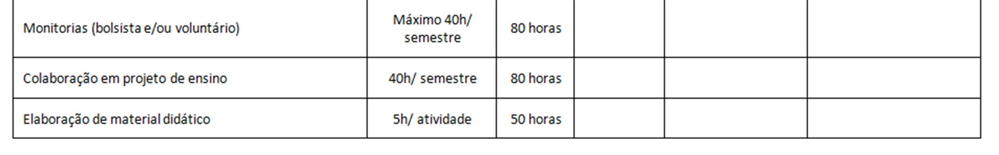 Monitorias (bolsista e/ou voluntário)
Máximo 40h/
semestre
80 horas
Colaboração em projeto de ensino
40h/ semestre
80 horas
Elaboração de material didático
5h/ atividade
50 horas